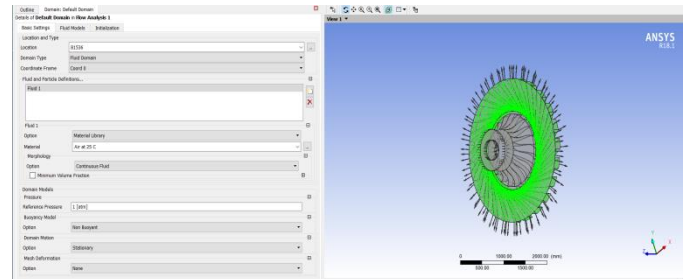 Outline Domain: Default Domain
Details of Default Domain in Flow Analysis 1
Basic Settings Fluid Models Initialization
Location and Type
Location B1536
Domain Type Fluid Domain
Coordinate Frame Coord 0
Fluid and Particle Definitions...
Fluid 1
Fluid 1
Option Material Library
Material Air at 25 C
Morphology
Option Continuous Fluid
Minimum Volume Fraction
Domain Models
Pressure
Reference Pressure 1 [atm]
Buoyancy Model
Option Non Buoyant
Domain Motion
Option Stationary
Mesh Deformation
Option None
View 1
ANSYS
R18.1
0 1000.00 2000.00 (mm)
500.00 1500.00